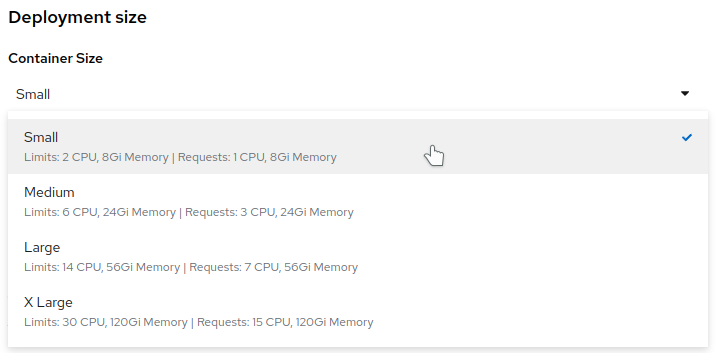 Deployment size
Container Size
Small
Small
Limits: 2 CPU, 8Gi Memory | Requests: 1 CPU, 8Gi Memory
Medium
Limits: 6 CPU, 24Gi Memory | Requests: 3 CPU, 24Gi Memory
Large
Limits: 14 CPU, 56Gi Memory | Requests: 7 CPU, 56Gi Memory
X Large
Limits: 30 CPU, 120Gi Memory | Requests: 15 CPU, 120Gi Memory